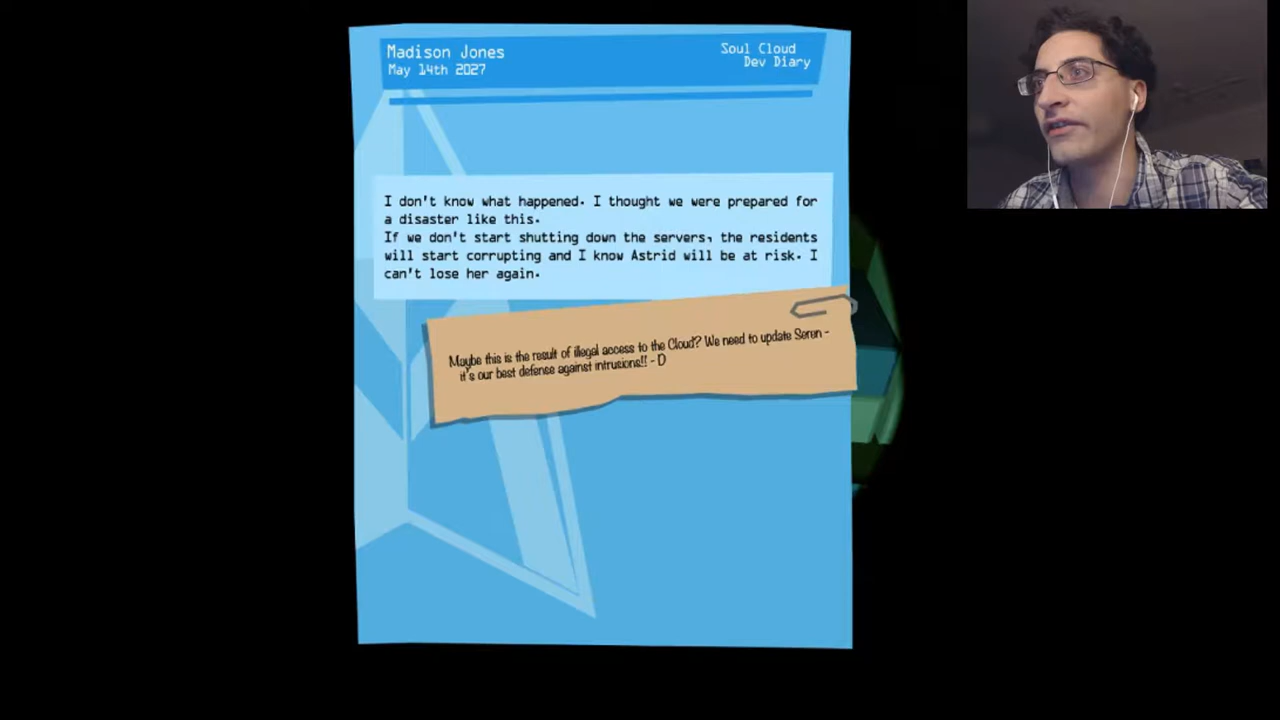 Madison Jones
May 14th 2027
Soul Cloud
Dev Diary
I don't know what happened. I thought we were prepared for
a disaster like this.
If we don't start shutting down the servers, the residents
will start corrupting and I know Astrid will be at risk. I
can't lose her again.
Maybe this is the result of illegal access to the Cloud? We need to update Seren -
it's our best defense against intrusions!! - D